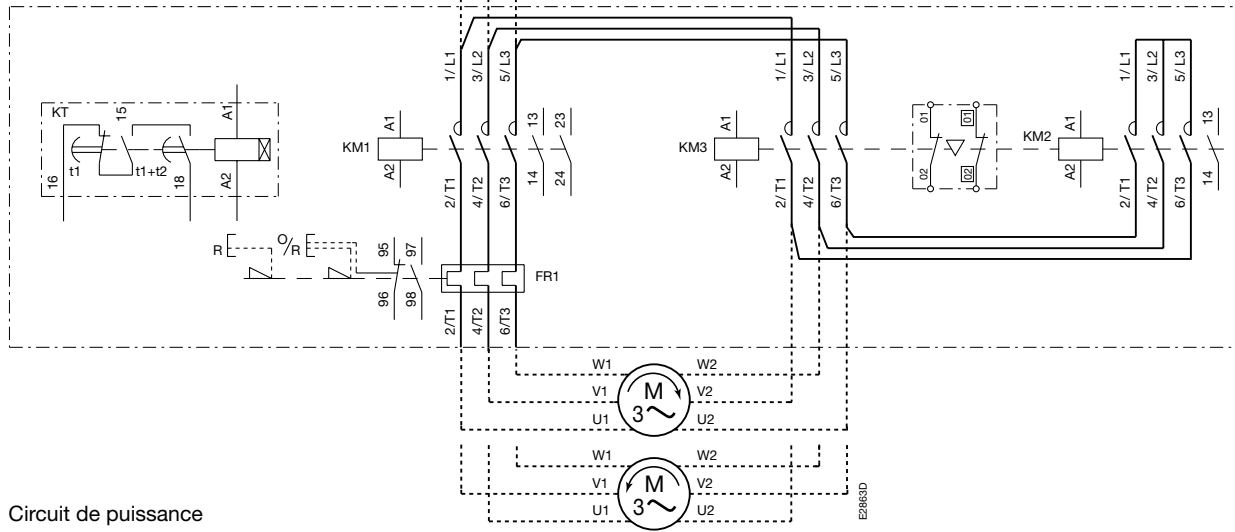 1/ L1 3/ L2 5/ L3
1/ L1 3/ L2 5/ L3
1/ L1 3/ L2 5/ L3
KT 15 A1
t1 t1+t2
16 18 A2
KM1 A1 A2
13 23
14 24
2/T1 4/T2 6/T3
KM3 A1 A2
2/T1 4/T2 6/T3
01 01
02 02
KM2 A1 A2
13
14
2/T1 4/T2 6/T3
R O/R 95 97
96 98
FR1
2/T1 4/T2 6/T3
W1 W2
V1 M V2
3
U1 U2
W1 W2
V1 M V2
3
U1 U2
E2863D
Circuit de puissance